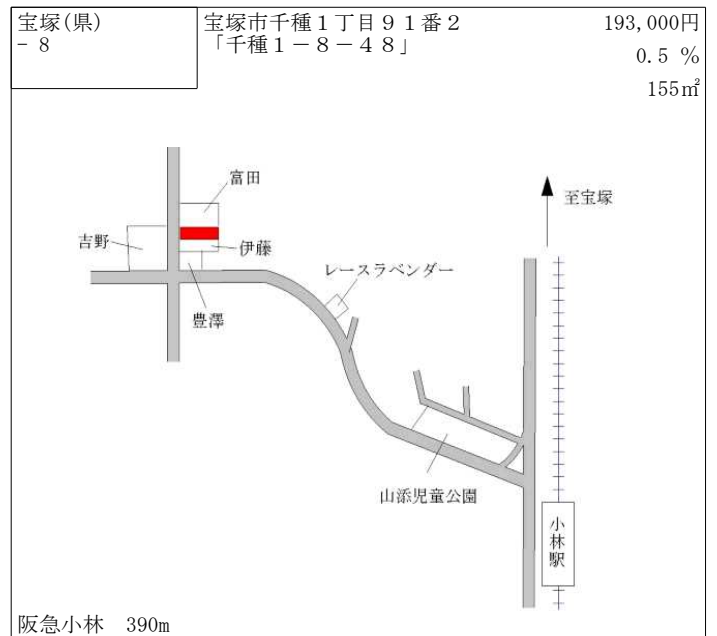 宝塚(県)
－8
宝塚市千種１丁目９１番２
「千種１－８－４８」
193,000円
0.5 %
155㎡
富田
至宝塚
吉野
伊藤
レースラベンダー
豊澤
山添児童公園
小林駅
阪急小林　390m